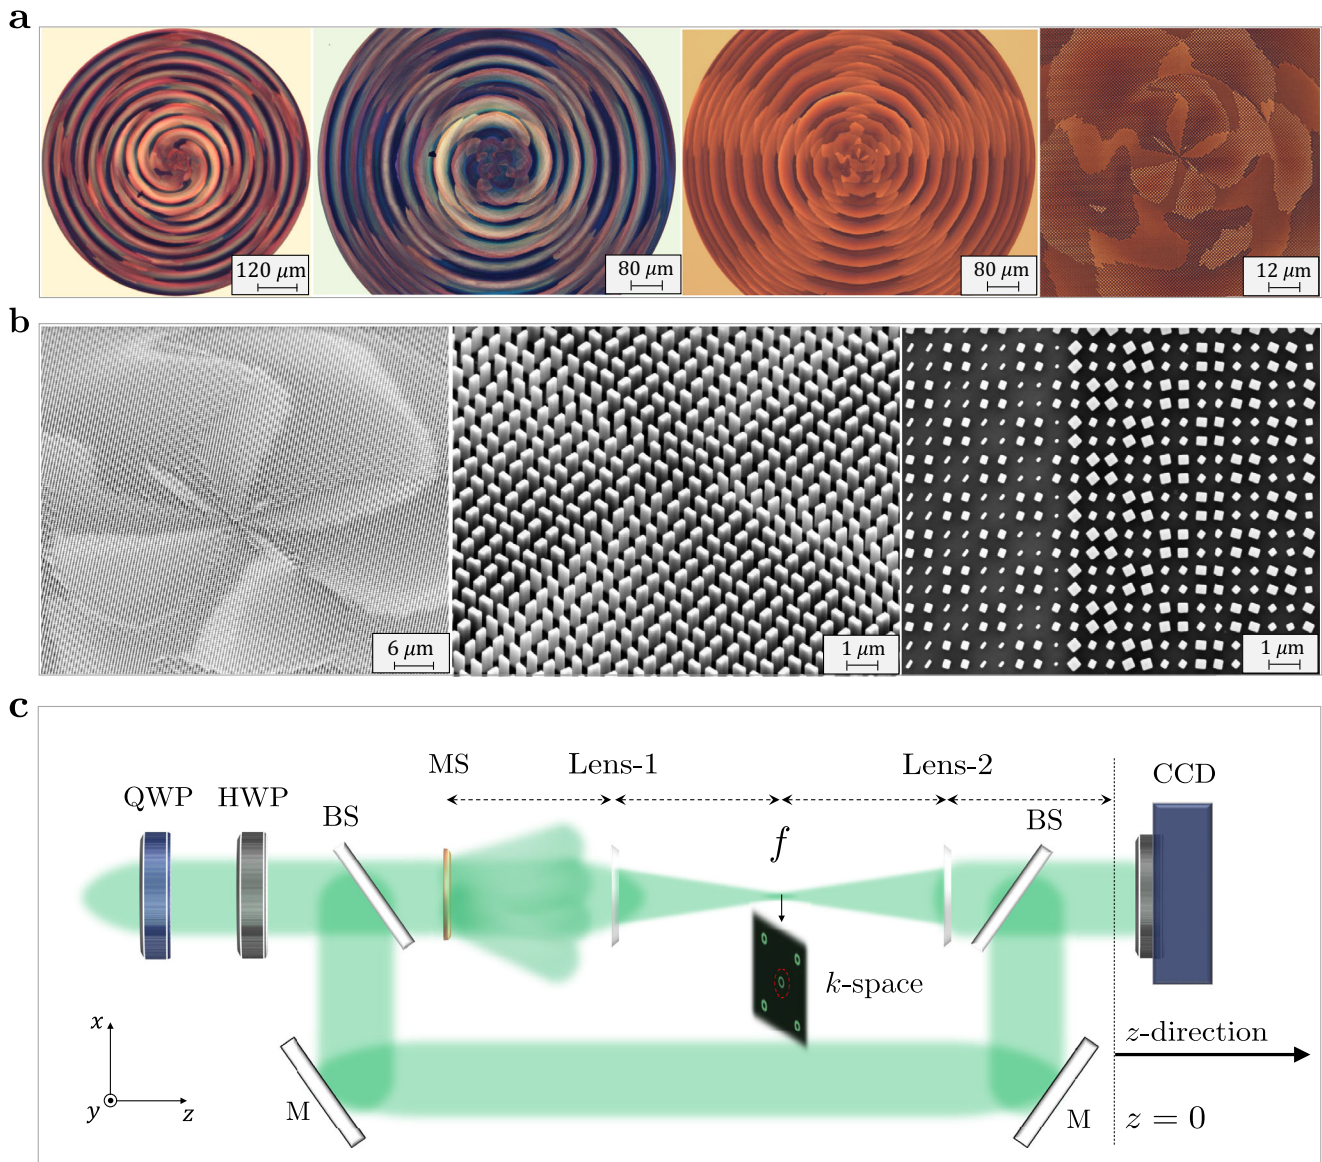 a
120 μm
80 μm
80 μm
12 μm
b
6 μm
1 μm
1 μm
c
QWP
HWP
BS
MS
Lens-1
f
Lens-2
BS
CCD
k-space
x
y
z
M
M
z-direction
z = 0